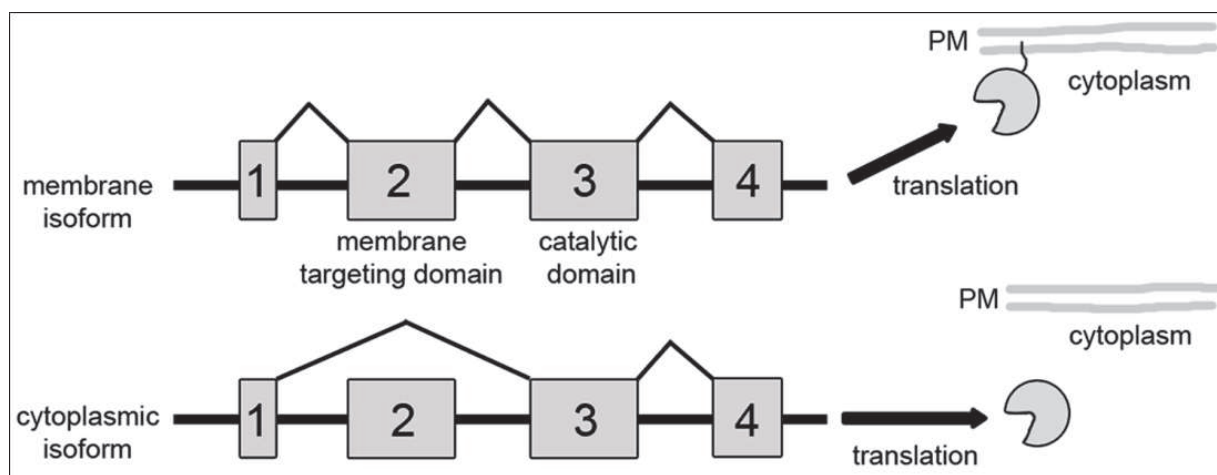 PM
cytoplasm
1 2 3 4
membrane
isoform
translation
membrane
targeting domain
catalytic
domain
PM
cytoplasm
1 2 3 4
cytoplasmic
isoform
translation